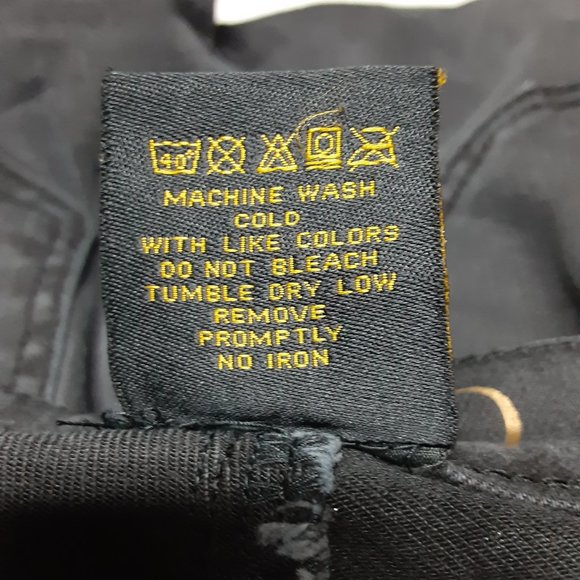 40°
MACHINE WASH
COLD
WITH LIKE COLORS
DO NOT BLEACH
TUMBLE DRY LOW
REMOVE
PROMPTLY
NO IRON